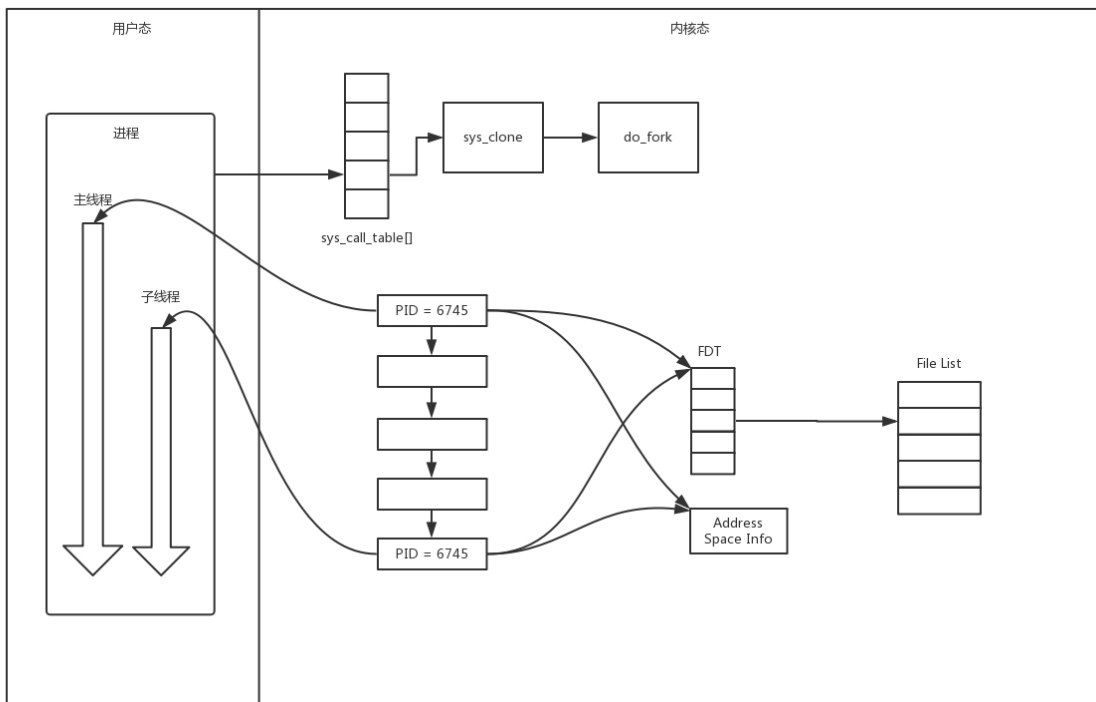 用户态
内核态
进程
sys_clone
do_fork
主线程
sys_call_table[]
子线程
PID = 6745
FDT
File List
Address
Space Info
PID = 6745